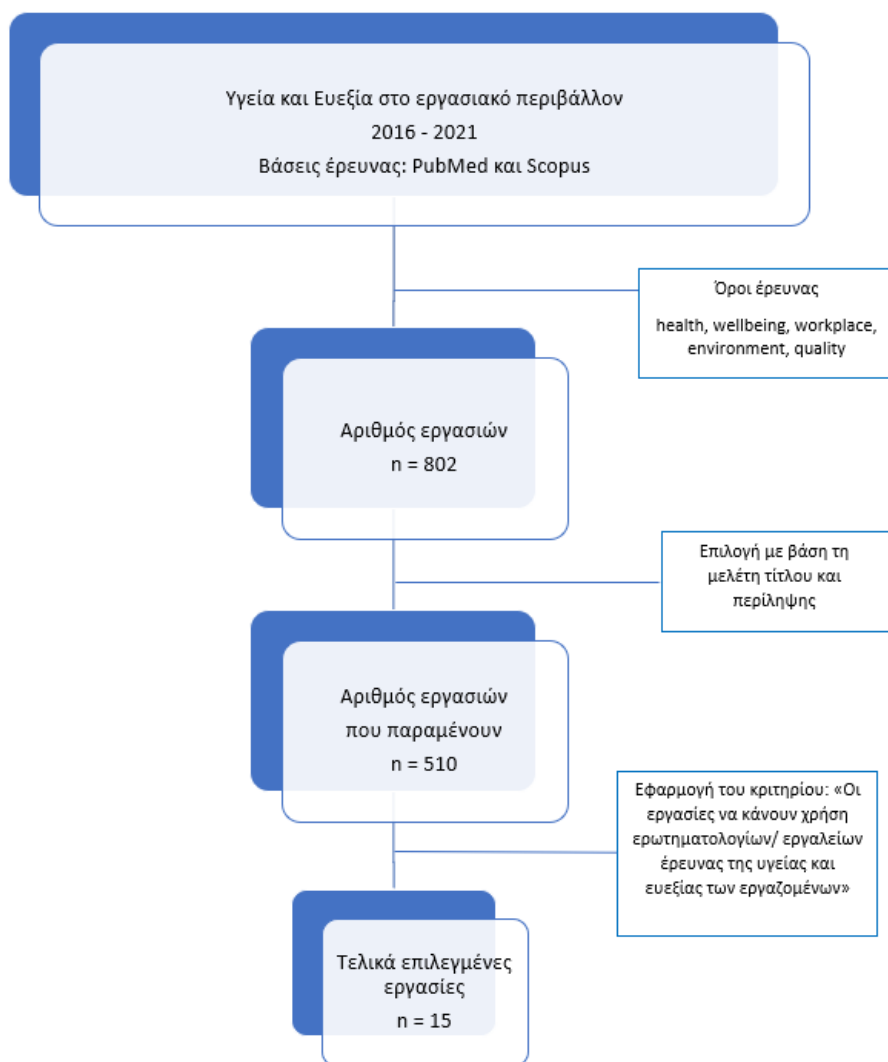 Υγεία και Ευεξία στο εργασιακό περιβάλλον
2016 - 2021
Βάσεις έρευνας: PubMed και Scopus
Όροι έρευνας
health, wellbeing, workplace,
environment, quality
Αριθμός εργασιών
n = 802
Επιλογή με βάση τη
μελέτη τίτλου και
περίληψης
Αριθμός εργασιών
που παραμένουν
n = 510
Εφαρμογή του κριτηρίου: «Οι
εργασίες να κάνουν χρήση
ερωτηματολογίων/ εργαλείων
έρευνας της υγείας και
ευεξίας των εργαζομένων»
Τελικά επιλεγμένες
εργασίες
n = 15